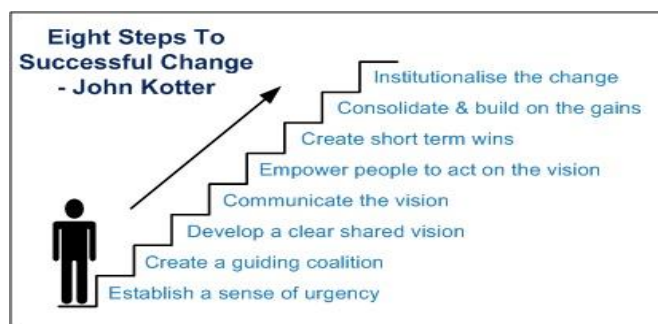 Eight Steps To
Successful Change
- John Kotter
Institutionalise the change
Consolidate & build on the gains
Create short term wins
Empower people to act on the vision
Communicate the vision
Develop a clear shared vision
Create a guiding coalition
Establish a sense of urgency